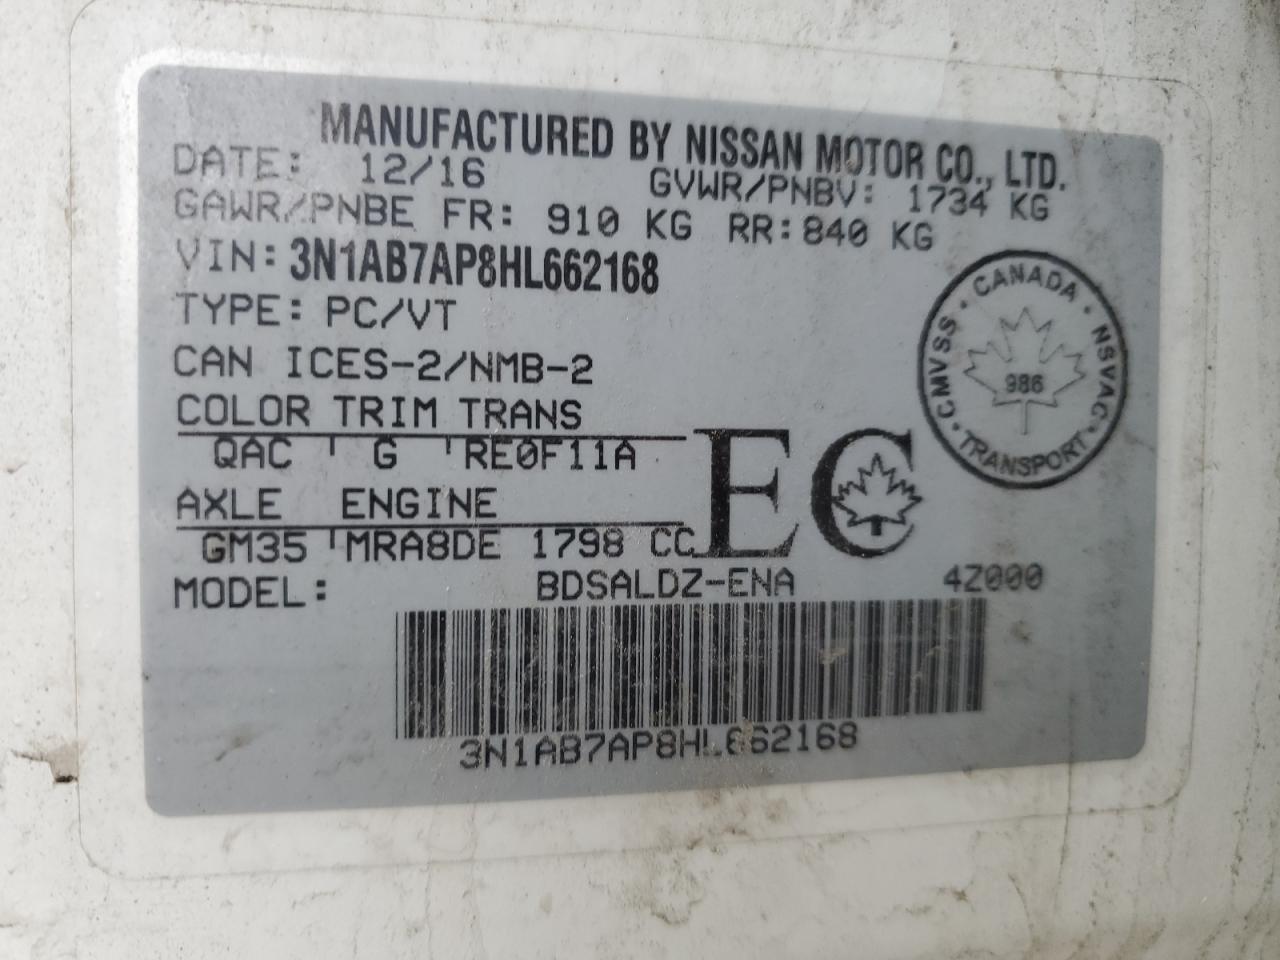 MANUFACTURED BY NISSAN MOTOR CO., LTD.
DATE: 12/16 GVWR/PNBV: 1734 KG
GAWR/PNBE FR: 910 KG RR: 840 KG
VIN: 3N1AB7AP8HL662168
TYPE: PC/VT
CAN ICES-2/NMB-2
COLOR TRIM TRANS
QAC G RE0F11A
AXLE ENGINE
GM35 MRA8DE 1798 CC
EC
CANADA
CMVSS NSVAC
986
TRANSPORT
MODEL: BDSALDZ-ENA 4Z000
3N1AB7AP8HL662168